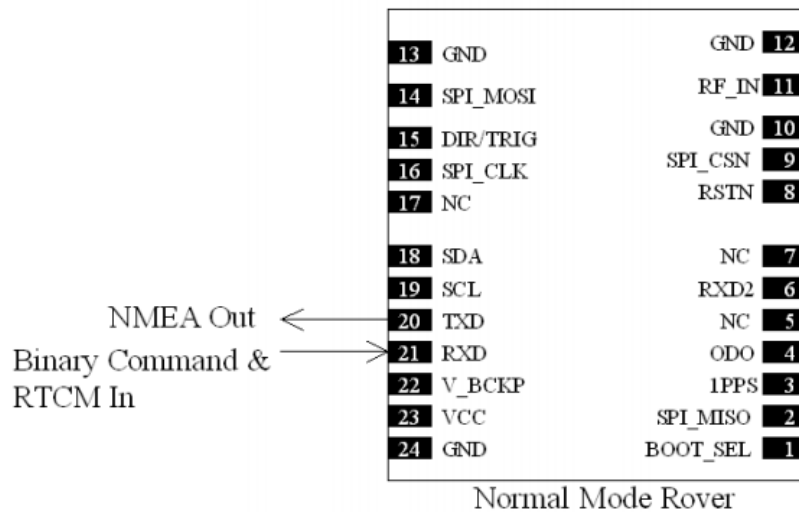 13 GND
14 SPI_MOSI
15 DIR/TRIG
16 SPI_CLK
17 NC
18 SDA
19 SCL
20 TXD
21 RXD
22 V_BCKP
23 VCC
24 GND
GND 12
RF_IN 11
GND 10
SPI_CSN 9
RSTN 8
NC 7
RXD2 6
NC 5
ODO 4
1PPS 3
SPI_MISO 2
BOOT_SEL 1
NMEA Out
Binary Command &
RTCM In
Normal Mode Rover